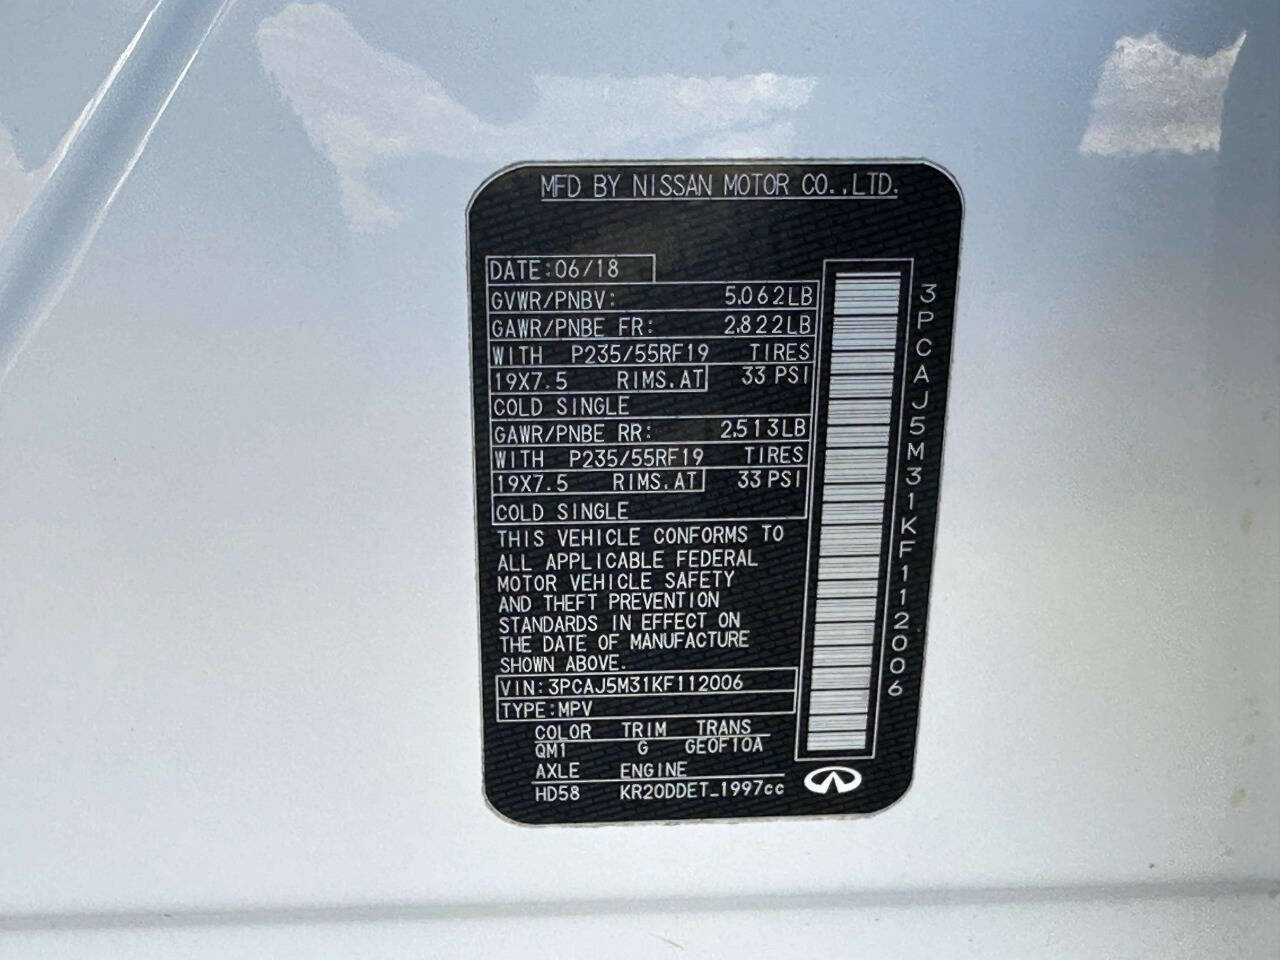 MFD BY NISSAN MOTOR CO.,LTD.
DATE:06/18
GVWR/PNBV: 5.062LB
GAWR/PNBE FR: 2.822LB
WITH P235/55RF19 TIRES
19X7.5 RIMS.AT 33 PSI
COLD SINGLE
GAWR/PNBE RR: 2.513LB
WITH P235/55RF19 TIRES
19X7.5 RIMS.AT 33 PSI
COLD SINGLE
THIS VEHICLE CONFORMS TO
ALL APPLICABLE FEDERAL
MOTOR VEHICLE SAFETY
AND THEFT PREVENTION
STANDARDS IN EFFECT ON
THE DATE OF MANUFACTURE
SHOWN ABOVE.
VIN:3PCAJ5M31KF112006
TYPE:MPV
COLOR TRIM TRANS
QM1 G GE0F10A
AXLE ENGINE
HD58 KR20DDET_1997cc
3PCAJ5M31KF112006